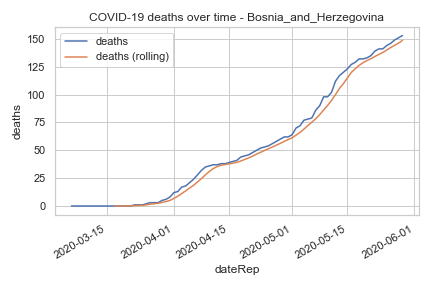 COVID-19 deaths over time - Bosnia_and_Herzegovina
deaths
deaths (rolling)
150
125
100
75
50
25
0
deaths
2020-03-15
2020-04-01
2020-04-15
2020-05-01
2020-05-15
2020-06-01
dateRep